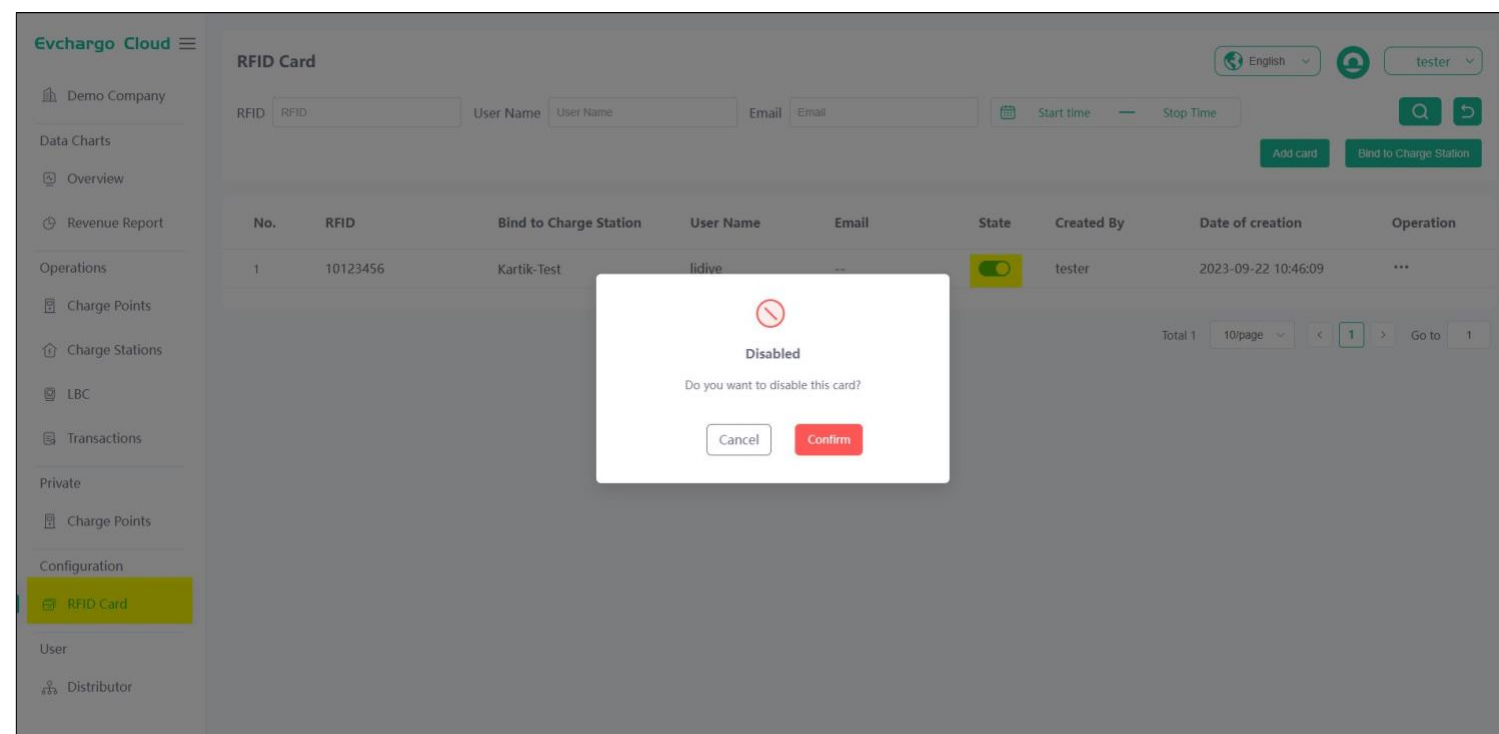 Evchargo Cloud
Demo Company
Data Charts
Overview
Revenue Report
Operations
Charge Points
Charge Stations
LBC
Transactions
Private
Charge Points
Configuration
RFID Card
User
Distributor
RFID Card
English
tester
RFID RFID User Name User Name Email Email Start time — Stop Time
Add card Bind to Charge Station
No. RFID Bind to Charge Station User Name Email State Created By Date of creation Operation
1 10123456 Kartik-Test lidive -- tester 2023-09-22 10:46:09 ...
Total 1 10/page < 1 > Go to 1
Disabled
Do you want to disable this card?
Cancel Confirm